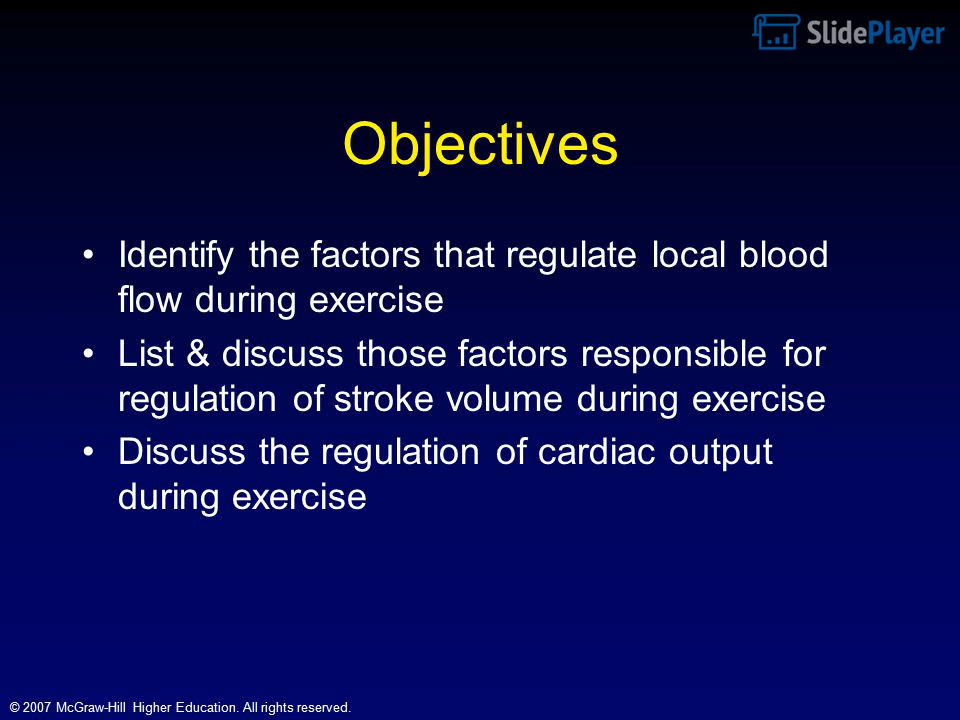 SlidePlayer
Objectives
• Identify the factors that regulate local blood
flow during exercise
• List & discuss those factors responsible for
regulation of stroke volume during exercise
• Discuss the regulation of cardiac output
during exercise
© 2007 McGraw-Hill Higher Education. All rights reserved.